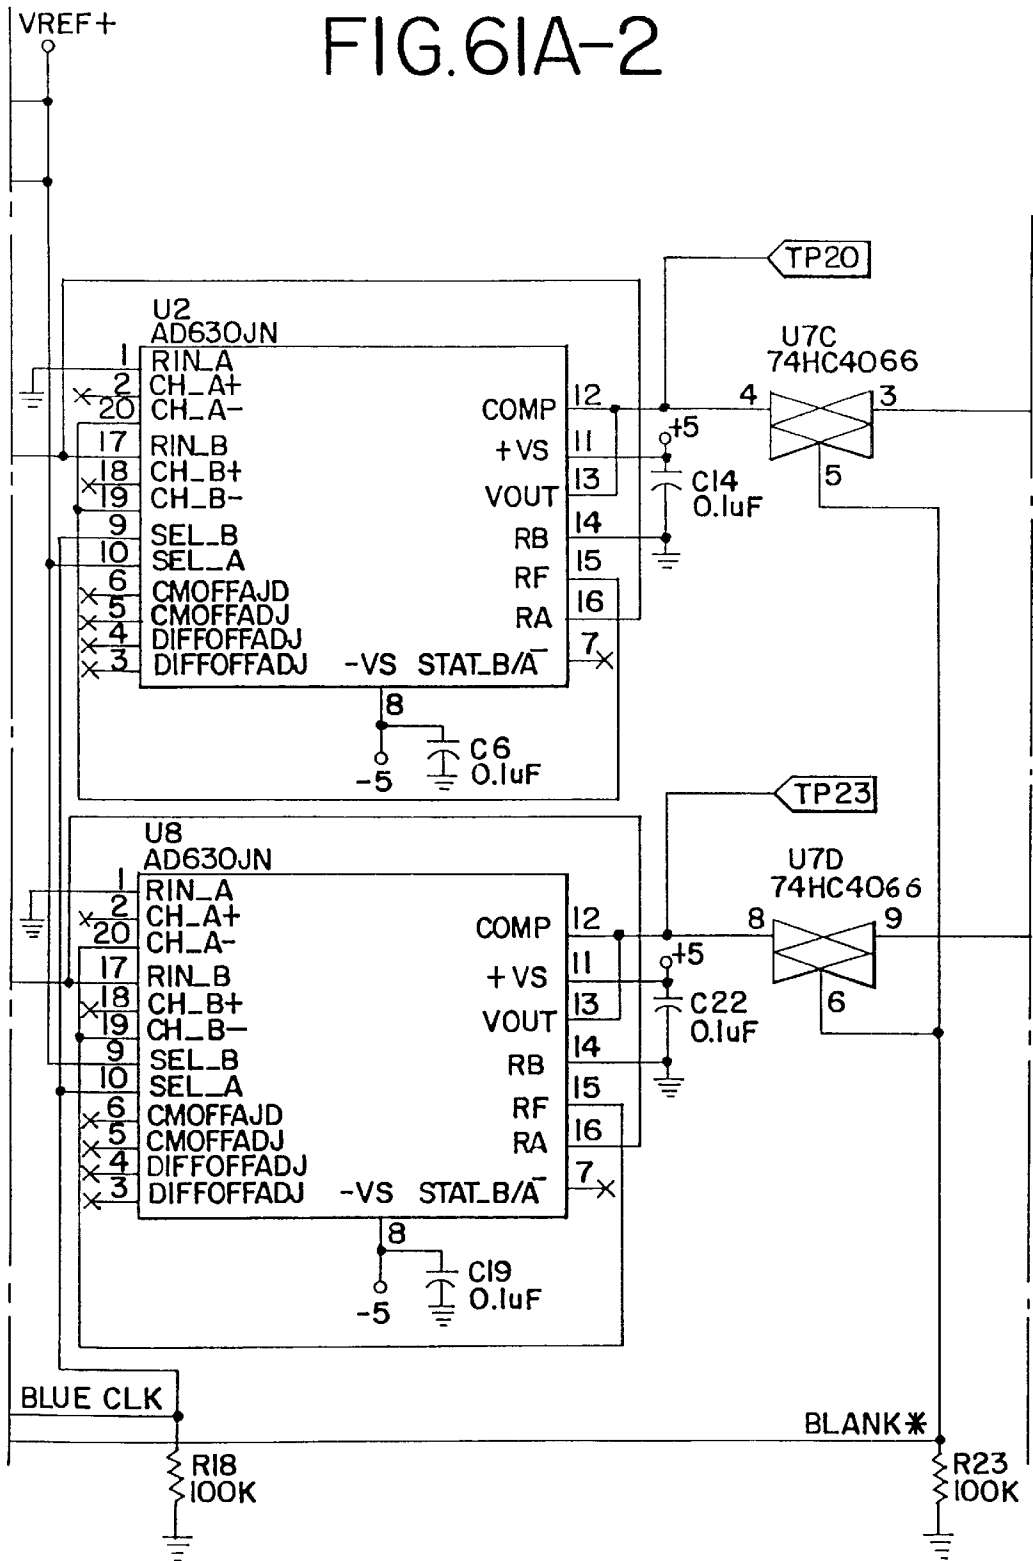 VREF+
FIG.61A-2
TP20
U2
AD630JN
U7C
74HC4066
1 RIN_A
2 CH_A+
20 CH_A-
17 RIN_B
18 CH_B+
19 CH_B-
9 SEL_B
10 SEL_A
6 CMOFFAJD
5 CMOFFADJ
4 DIFFOFFADJ
3 DIFFOFFADJ
COMP 12
+VS 11
VOUT 13
RB 14
RF 15
RA 16
-VS STAT_B/A̅ 7
8
4 3
5
+5
C14
0.1uF
-5
C6
0.1uF
TP23
U8
AD630JN
U7D
74HC4066
1 RIN_A
2 CH_A+
20 CH_A-
17 RIN_B
18 CH_B+
19 CH_B-
9 SEL_B
10 SEL_A
6 CMOFFAJD
5 CMOFFADJ
4 DIFFOFFADJ
3 DIFFOFFADJ
COMP 12
+VS 11
VOUT 13
RB 14
RF 15
RA 16
-VS STAT_B/A̅ 7
8
8 9
6
+5
C22
0.1uF
-5
C19
0.1uF
BLUE CLK
BLANK*
R18
100K
R23
100K